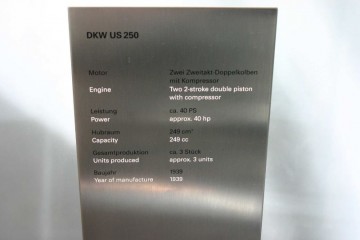 DKW US 250
Motor Zwei Zweitakt-Doppelkolben
mit Kompressor
Engine Two 2-stroke double piston
with compressor
Leistung ca. 40 PS
Power approx. 40 hp
Hubraum 249 cm³
Capacity 249 cc
Gesamtproduktion ca. 3 Stück
Units produced approx. 3 units
Baujahr 1939
Year of manufacture 1939